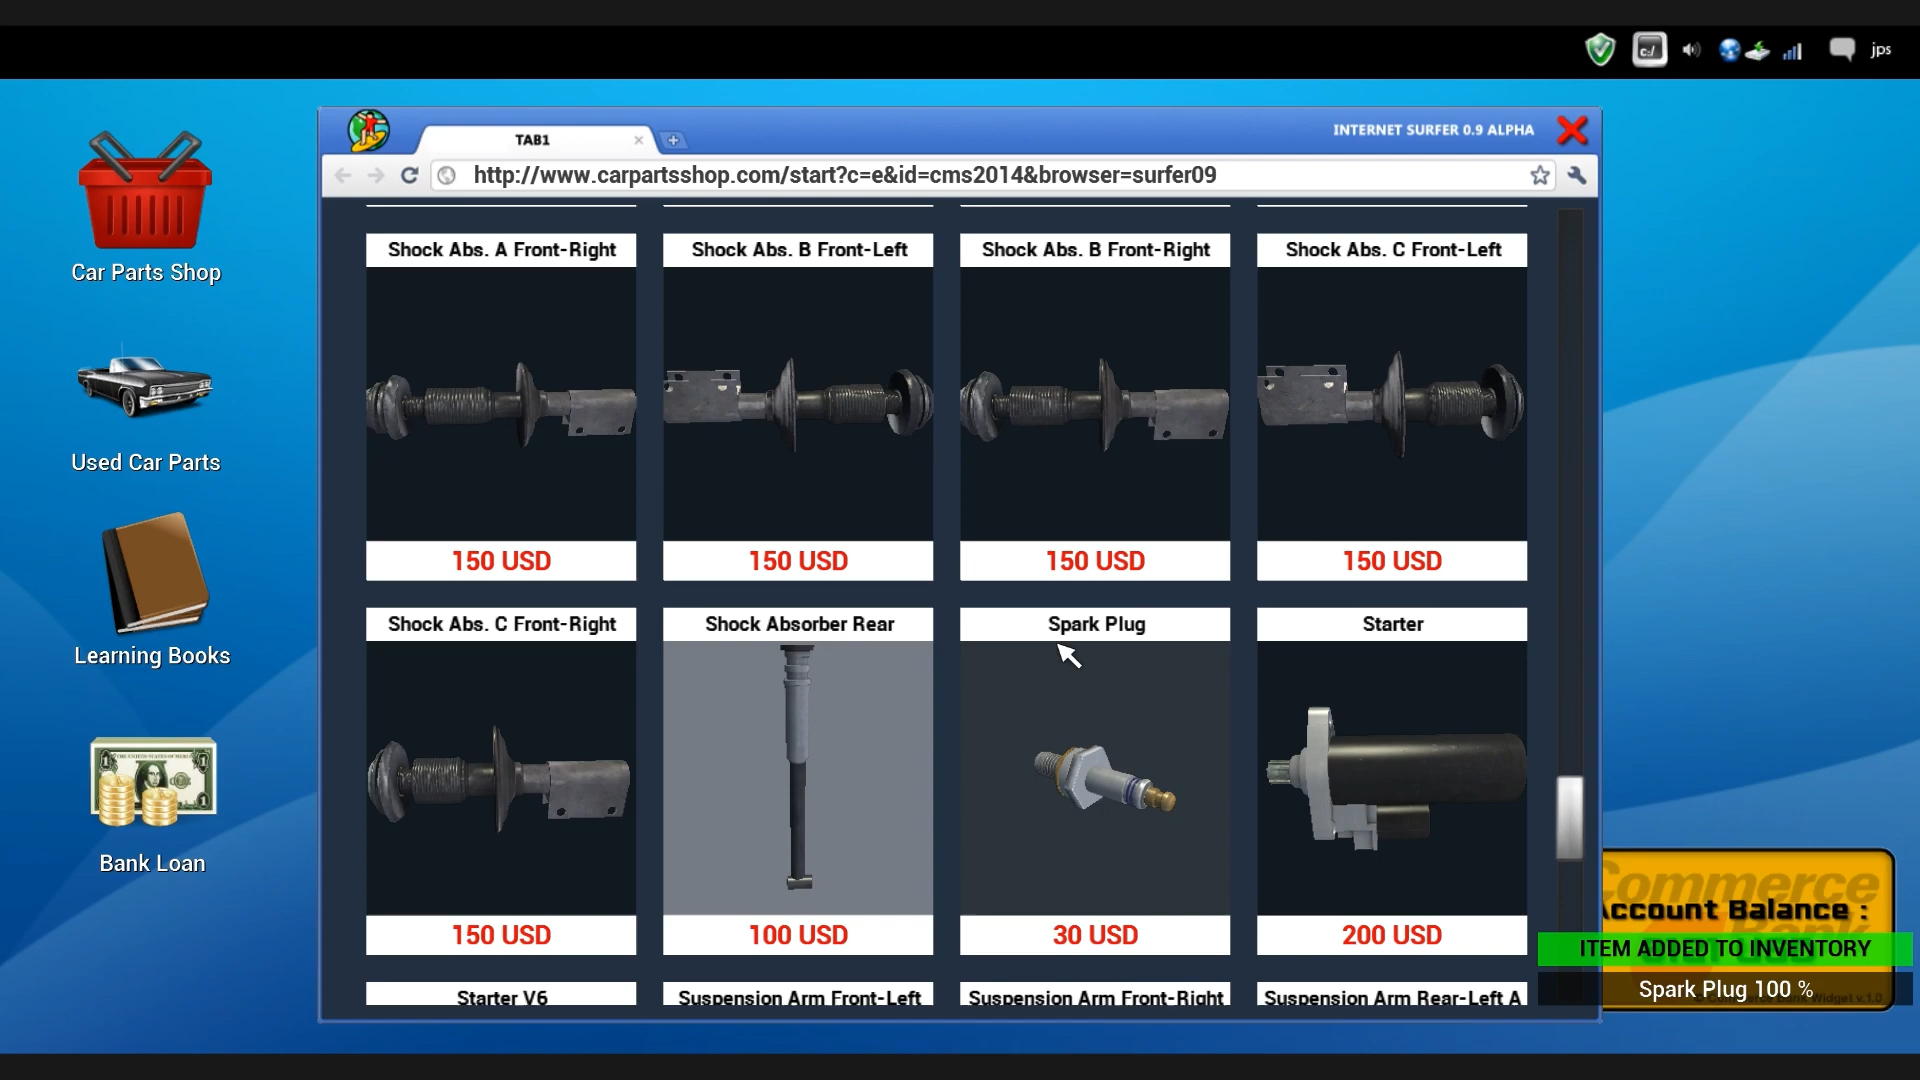 c:/
jps
TAB1
INTERNET SURFER 0.9 ALPHA
http://www.carpartsshop.com/start?c=e&id=cms2014&browser=surfer09
Car Parts Shop
Used Car Parts
Learning Books
Bank Loan
Shock Abs. A Front-Right
Shock Abs. B Front-Left
Shock Abs. B Front-Right
Shock Abs. C Front-Left
150 USD
150 USD
150 USD
150 USD
Shock Abs. C Front-Right
Shock Absorber Rear
Spark Plug
Starter
150 USD
100 USD
30 USD
200 USD
Starter V6
Suspension Arm Front-Left
Suspension Arm Front-Right
Suspension Arm Rear-Left A
Commerce
Account Balance :
ITEM ADDED TO INVENTORY
Spark Plug 100 %